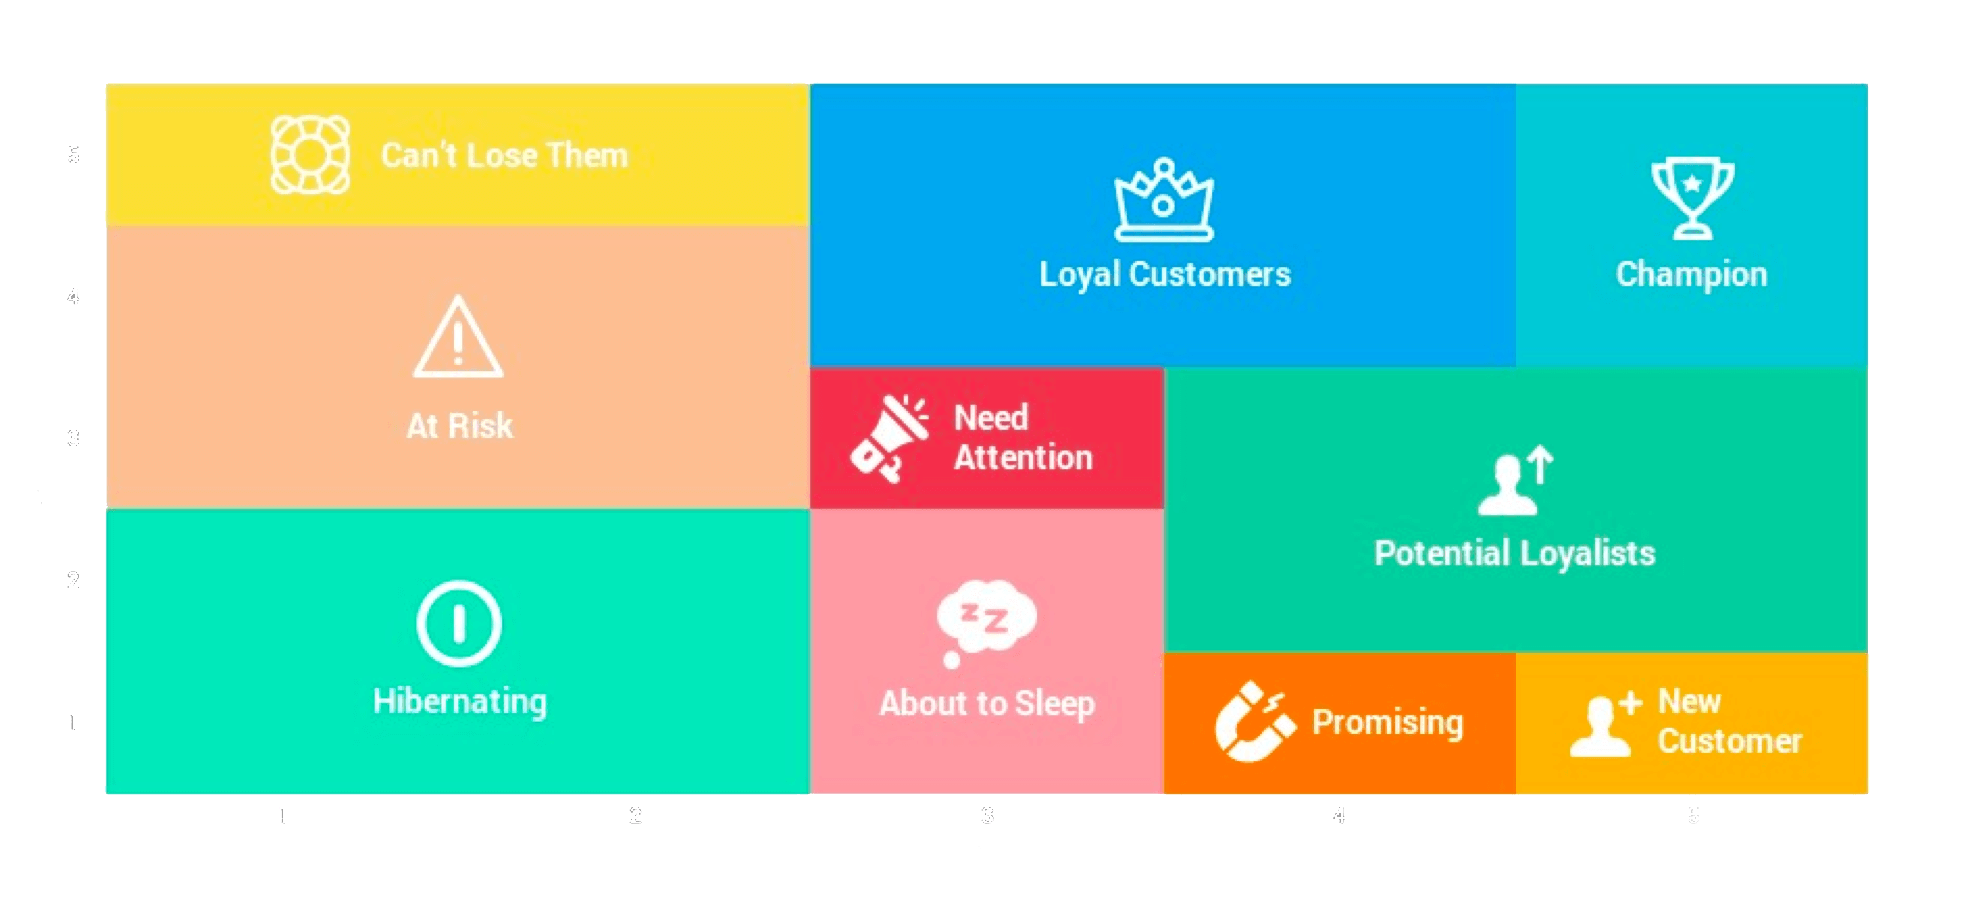 5
Can't Lose Them
Loyal Customers
Champion
4
At Risk
3
Need
Attention
Potential Loyalists
2
zz
Hibernating
About to Sleep
1
Promising
New
Customer
1 2 3 4 5